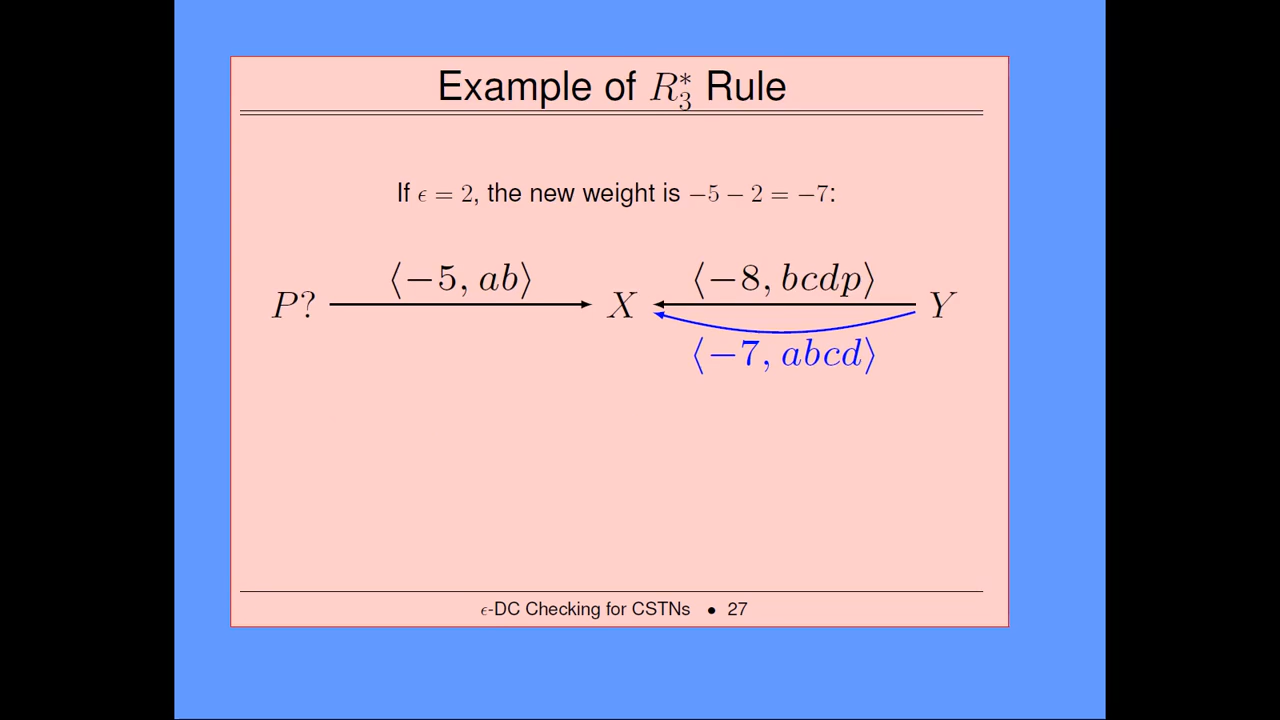 Example of R₃* Rule
If ϵ = 2, the new weight is −5 − 2 = −7:
⟨−5, ab⟩ ⟨−8, bcdp⟩
P? X Y
⟨−7, abcd⟩
ϵ-DC Checking for CSTNs • 27